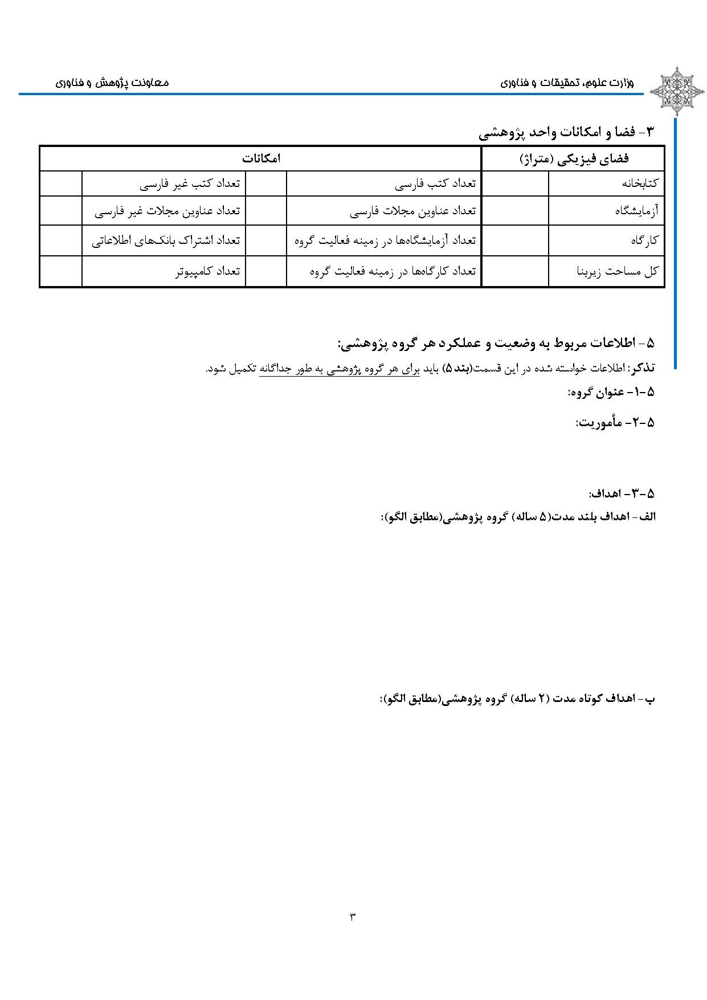 وزارت علوم، تحقیقات و فناوری معاونت پژوهش و فناوری
۳- فضا و امکانات واحد پژوهشی
فضای فیزیکی (متراژ) امکانات
کتابخانه تعداد کتب فارسی تعداد کتب غیر فارسی
آزمایشگاه تعداد عناوین مجلات فارسی تعداد عناوین مجلات غیر فارسی
کارگاه تعداد آزمایشگاه‌ها در زمینه فعالیت گروه تعداد اشتراک بانک‌های اطلاعاتی
کل مساحت زیربنا تعداد کارگاه‌ها در زمینه فعالیت گروه تعداد کامپیوتر
۵- اطلاعات مربوط به وضعیت و عملکرد هر گروه پژوهشی:
تذکر: اطلاعات خواسته شده در این قسمت(بند ۵) باید برای هر گروه پژوهشی به طور جداگانه تکمیل شود.
۵-۱- عنوان گروه:
۵-۲- مأموریت:
۵-۳- اهداف:
الف- اهداف بلند مدت(۵ ساله) گروه پژوهشی(مطابق الگو):
ب- اهداف کوتاه مدت (۲ ساله) گروه پژوهشی(مطابق الگو):
۳